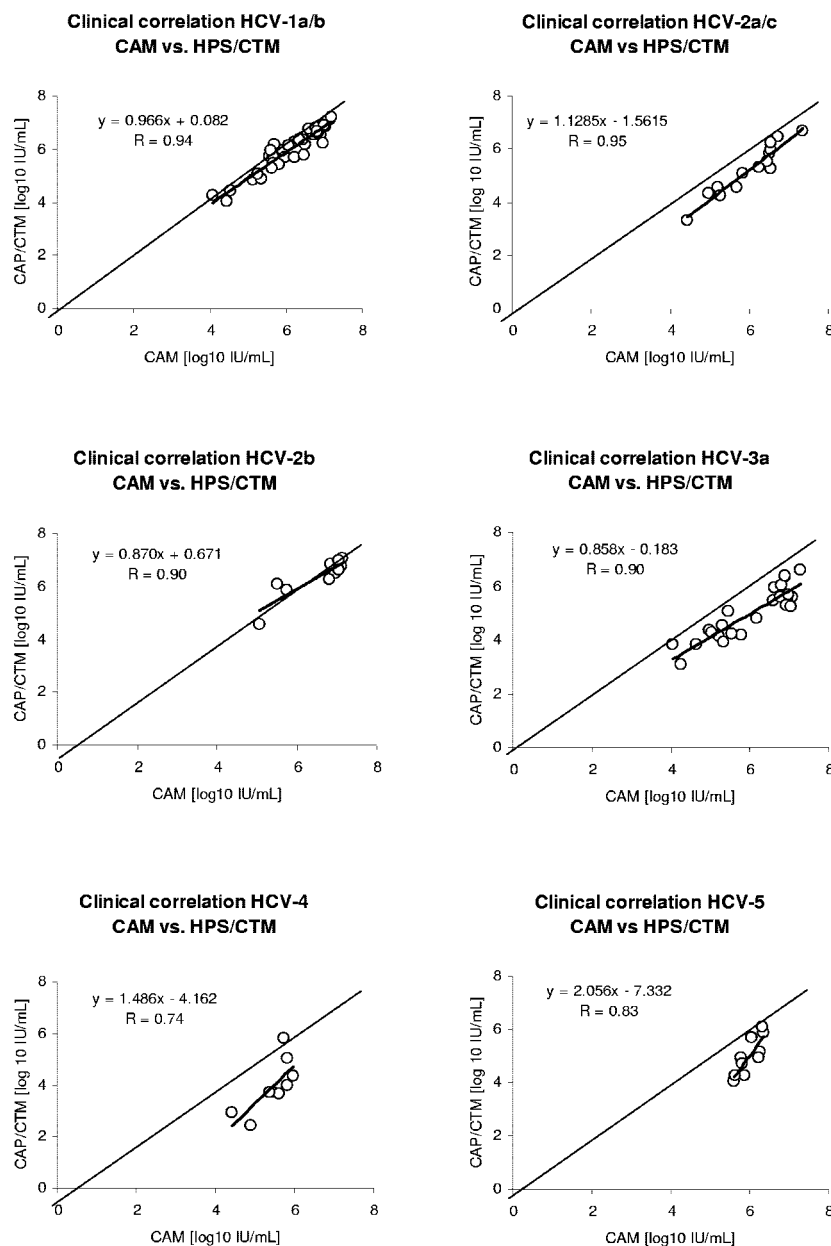 Clinical correlation HCV-1a/b
CAM vs. HPS/CTM
y = 0.966x + 0.082
R = 0.94
CAP/CTM [log10 IU/mL]
8
6
4
2
0
0 2 4 6 8
CAM [log10 IU/mL]
Clinical correlation HCV-2a/c
CAM vs HPS/CTM
y = 1.1285x - 1.5615
R = 0.95
CAP/CTM [log 10 IU/mL]
8
6
4
2
0
0 2 4 6 8
CAM [log10 IU/mL]
Clinical correlation HCV-2b
CAM vs. HPS/CTM
y = 0.870x + 0.671
R = 0.90
CAP/CTM [log10 IU/mL]
8
6
4
2
0
0 2 4 6 8
CAM [log10 IU/mL]
Clinical correlation HCV-3a
CAM vs. HPS/CTM
y = 0.858x - 0.183
R = 0.90
CAP/CTM [log10 IU/mL]
8
6
4
2
0
0 2 4 6 8
CAM [log10 IU/mL]
Clinical correlation HCV-4
CAM vs. HPS/CTM
y = 1.486x - 4.162
R = 0.74
CAP/CTM [log 10 IU/mL]
8
6
4
2
0
0 2 4 6 8
CAM [log10 IU/mL]
Clinical correlation HCV-5
CAM vs HPS/CTM
y = 2.056x - 7.332
R = 0.83
CAP/CTM [log 10 IU/mL]
8
6
4
2
0
0 2 4 6 8
CAM [log10 IU/mL]